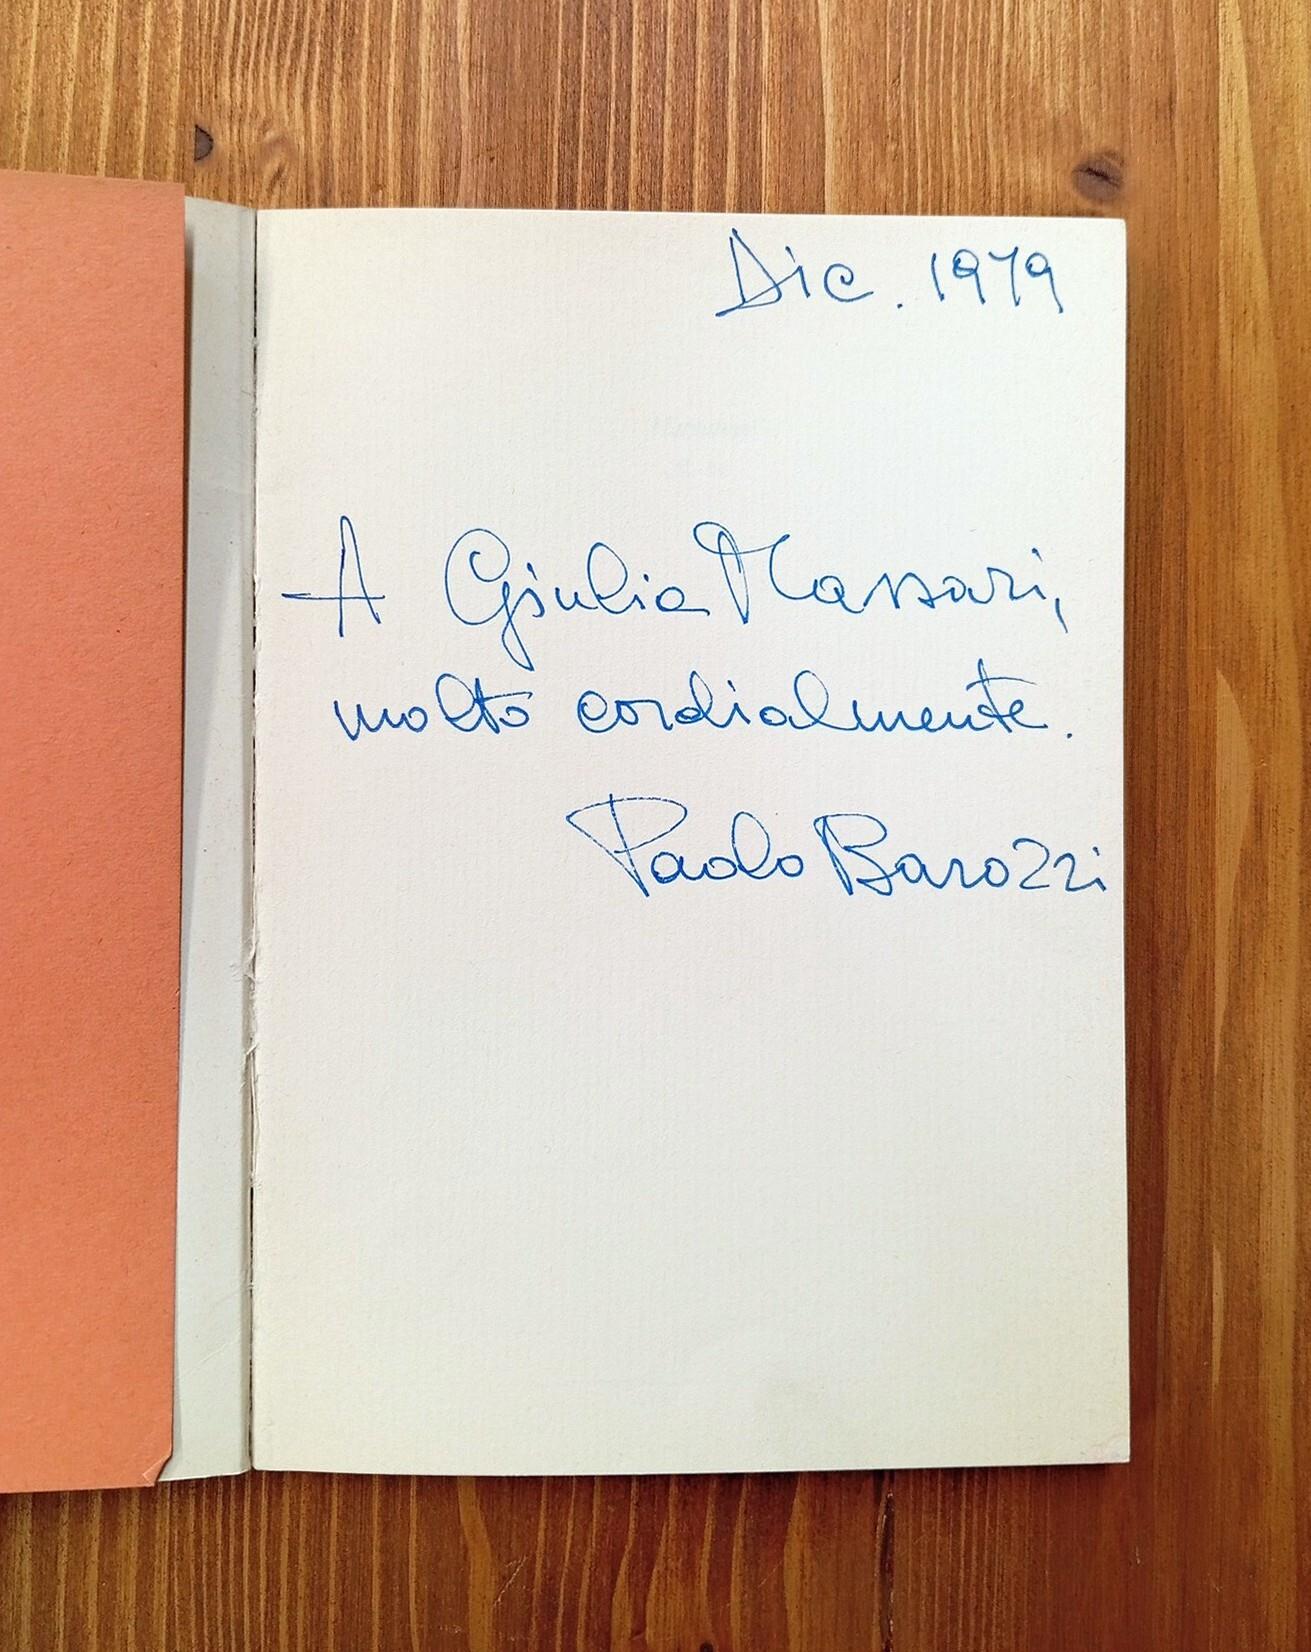 Dic. 1979
A Giulia Massari,
molto cordialmente.
Paolo Barozzi